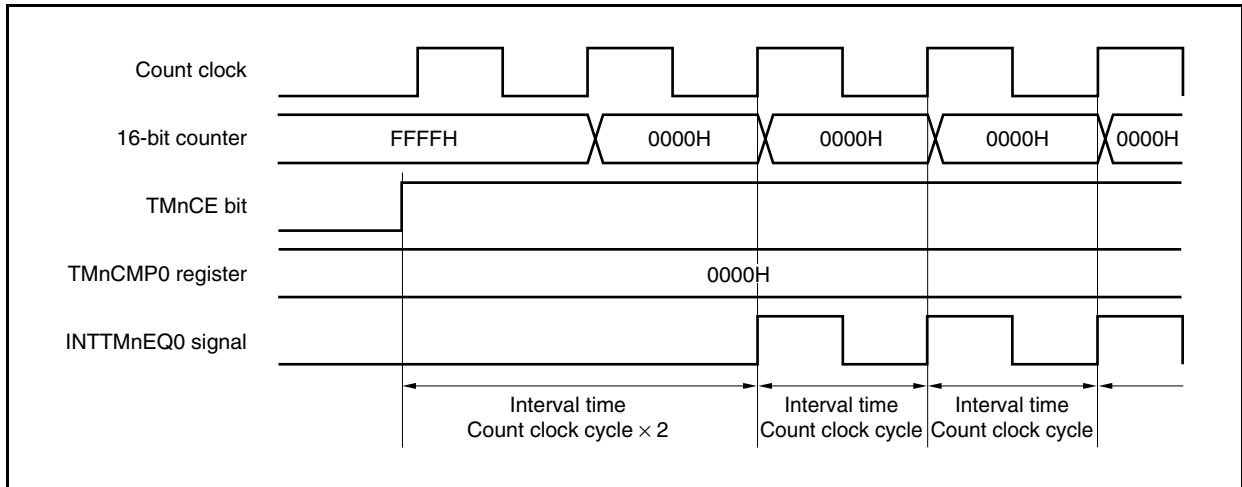 Count clock
16-bit counter
FFFFH
0000H
0000H
0000H
0000H
TMnCE bit
TMnCMP0 register
0000H
INTTMnEQ0 signal
Interval time
Count clock cycle × 2
Interval time
Count clock cycle
Interval time
Count clock cycle